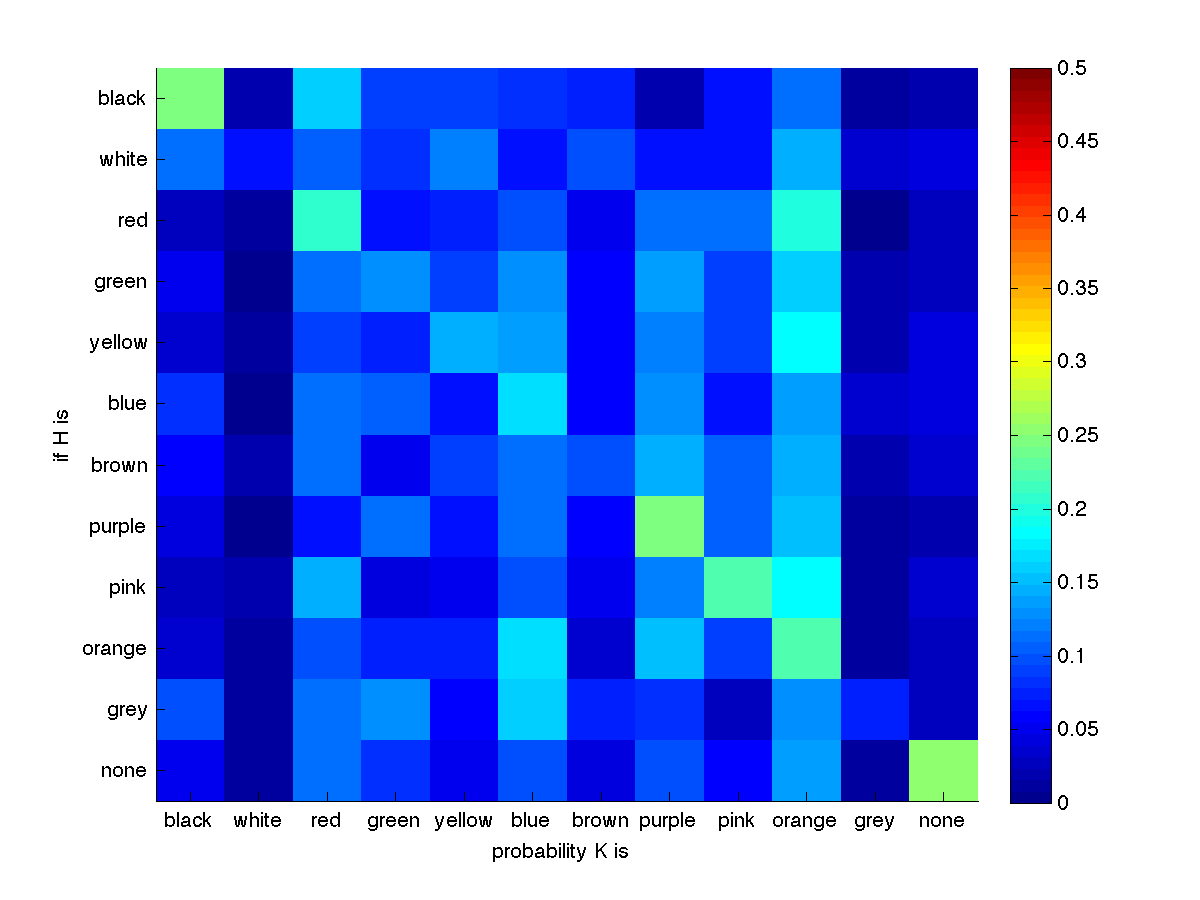 if H is
black
white
red
green
yellow
blue
brown
purple
pink
orange
grey
none
black white red green yellow blue brown purple pink orange grey none
probability K is
0.5
0.45
0.4
0.35
0.3
0.25
0.2
0.15
0.1
0.05
0